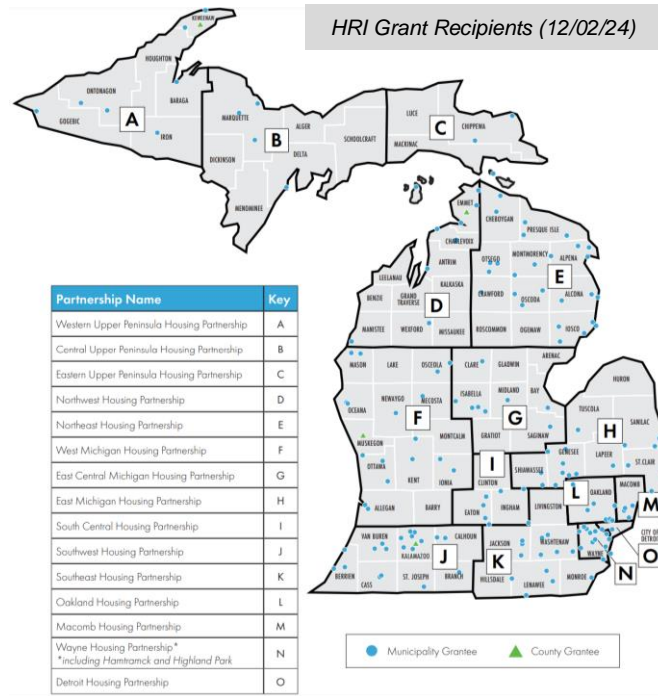 HRI Grant Recipients (12/02/24)
KEWEENAW
HOUGHTON
ONTONAGON
BARAGA
GOGEBIC
A
IRON
MARQUETTE
ALGER
B
SCHOOLCRAFT
DICKINSON
DELTA
MENOMINEE
LUCE
C
CHIPPEWA
MACKINAC
EMMET
CHEBOYGAN
PRESQUE ISLE
CHARLEVOIX
ANTRIM
OTSEGO
MONTMORENCY
ALPENA
LEELANAU
KALKASKA
E
BENZIE
GRAND
TRAVERSE
D
CRAWFORD
OSCODA
ALCONA
MANISTEE
WEXFORD
MISSAUKEE
ROSCOMMON
OGEMAW
IOSCO
MASON
LAKE
OSCEOLA
CLARE
GLADWIN
ARENAC
HURON
OCEANA
NEWAYGO
MECOSTA
ISABELLA
MIDLAND
BAY
F
G
TUSCOLA
SANILAC
MUSKEGON
MONTCALM
GRATIOT
SAGINAW
H
OTTAWA
KENT
IONIA
I
CLINTON
SHIAWASSEE
GENESEE
LAPEER
ST. CLAIR
ALLEGAN
BARRY
EATON
INGHAM
LIVINGSTON
L
OAKLAND
MACOMB
M
VAN BUREN
KALAMAZOO
CALHOUN
JACKSON
WASHTENAW
WAYNE
CITY OF
DETROIT
J
K
O
BERRIEN
CASS
ST. JOSEPH
BRANCH
HILLSDALE
LENAWEE
MONROE
N
Partnership Name Key
Western Upper Peninsula Housing Partnership A
Central Upper Peninsula Housing Partnership B
Eastern Upper Peninsula Housing Partnership C
Northwest Housing Partnership D
Northeast Housing Partnership E
West Michigan Housing Partnership F
East Central Michigan Housing Partnership G
East Michigan Housing Partnership H
South Central Housing Partnership I
Southwest Housing Partnership J
Southeast Housing Partnership K
Oakland Housing Partnership L
Macomb Housing Partnership M
Wayne Housing Partnership* N
*including Hamtramck and Highland Park
Detroit Housing Partnership O
Municipality Grantee
County Grantee